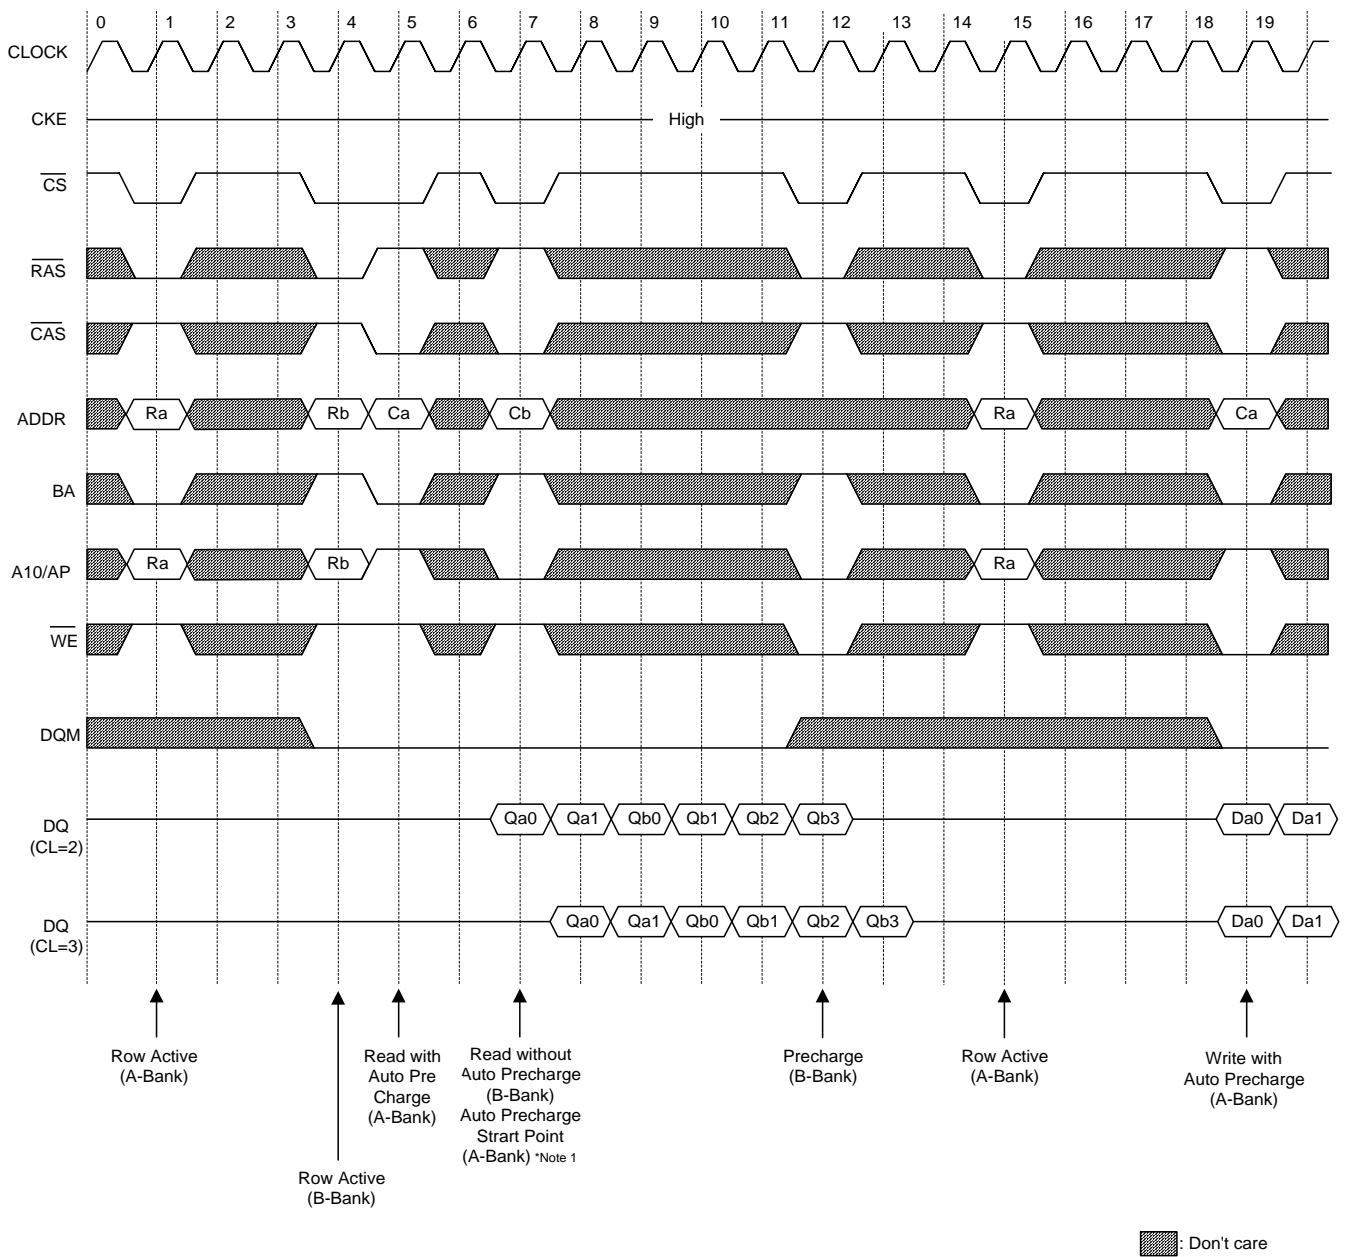 0 1 2 3 4 5 6 7 8 9 10 11 12 13 14 15 16 17 18 19
CLOCK
CKE High
CS
RAS
CAS
ADDR Ra Rb Ca Cb Ra Ca
BA
A10/AP Ra Rb Ra
WE
DQM
DQ Qa0 Qa1 Qb0 Qb1 Qb2 Qb3 Da0 Da1
(CL=2)
DQ Qa0 Qa1 Qb0 Qb1 Qb2 Qb3 Da0 Da1
(CL=3)
Row Active
(A-Bank)
Row Active
(B-Bank)
Read with
Auto Pre
Charge
(A-Bank)
Read without
Auto Precharge
(B-Bank)
Auto Precharge
Strart Point
(A-Bank) *Note 1
Precharge
(B-Bank)
Row Active
(A-Bank)
Write with
Auto Precharge
(A-Bank)
: Don't care